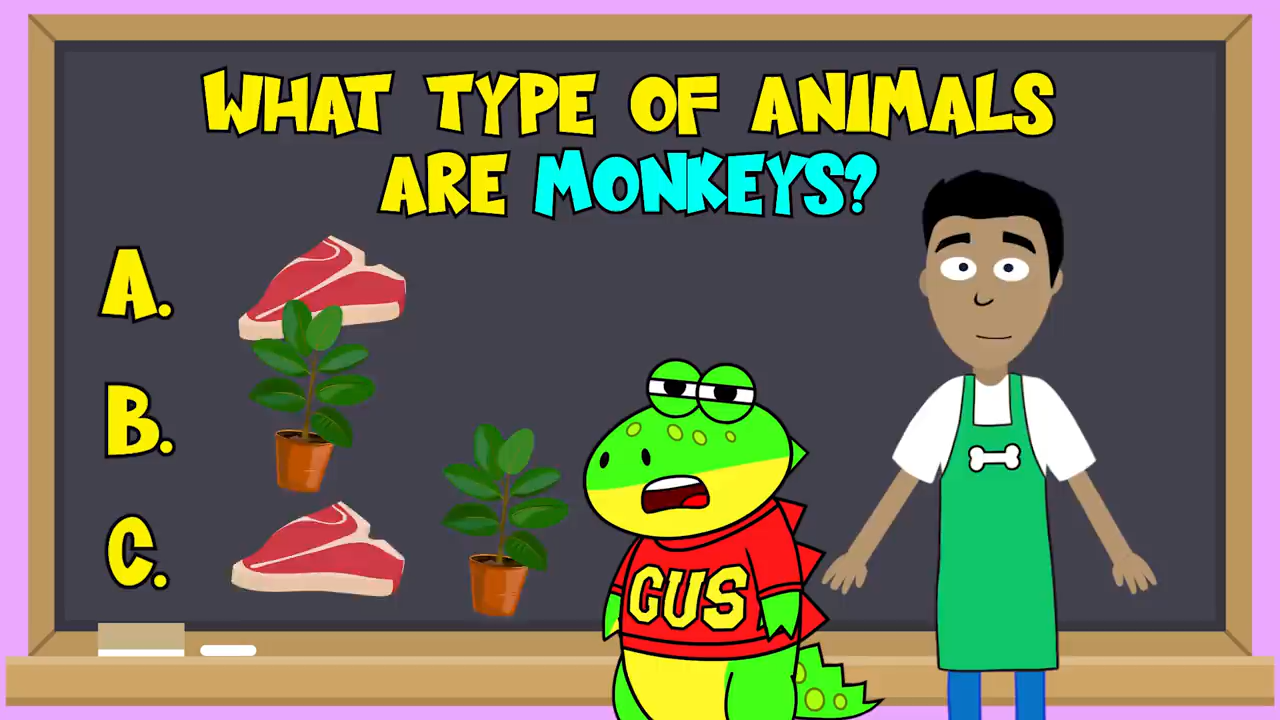 WHAT TYPE OF ANIMALS
ARE MONKEYS?
A.
B.
C.
GUS